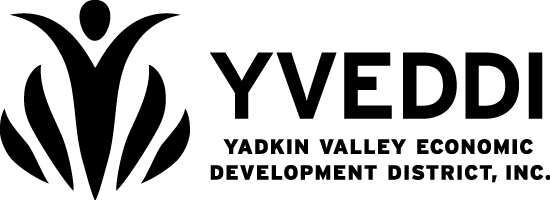 YVEDDI
YADKIN VALLEY ECONOMIC
DEVELOPMENT DISTRICT, INC.